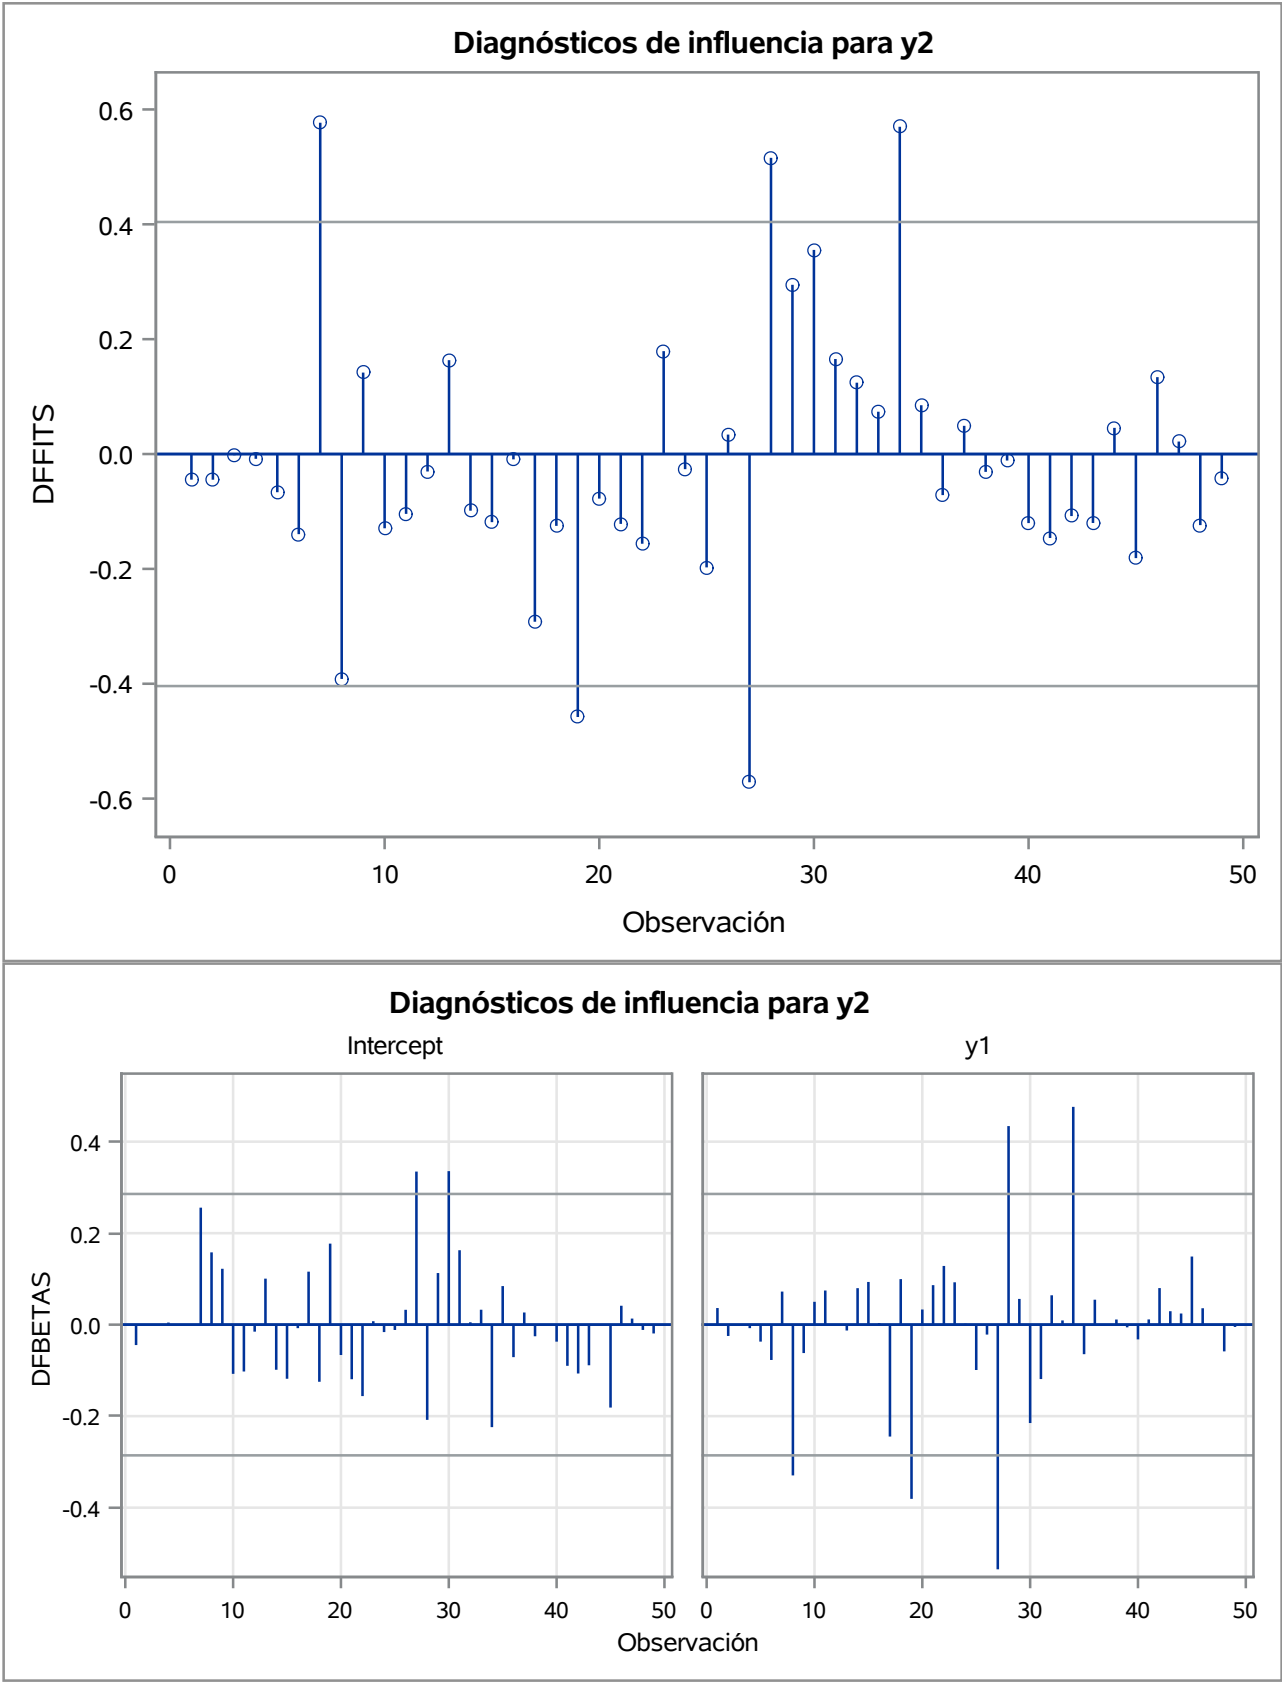 Diagnósticos de influencia para y2
0.6
0.4
0.2
0.0
-0.2
-0.4
-0.6
DFFITS
0 10 20 30 40 50
Observación
Diagnósticos de influencia para y2
Intercept y1
0.4
0.2
0.0
-0.2
-0.4
DFBETAS
0 10 20 30 40 50 0 10 20 30 40 50
Observación